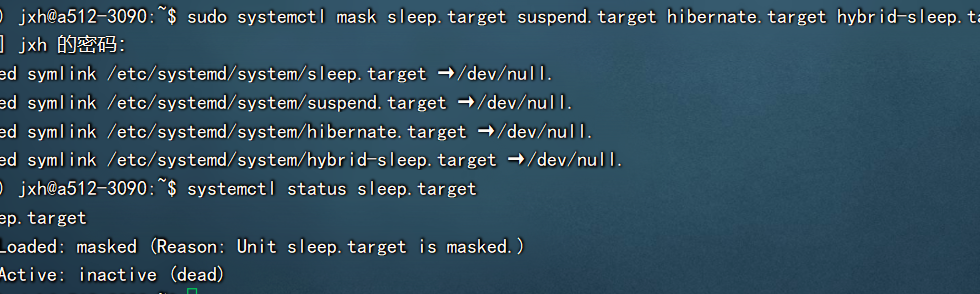 ) jxh@a512-3090:~$ sudo systemctl mask sleep.target suspend.target hibernate.target hybrid-sleep.ta
] jxh 的密码:
ed symlink /etc/systemd/system/sleep.target →/dev/null.
ed symlink /etc/systemd/system/suspend.target →/dev/null.
ed symlink /etc/systemd/system/hibernate.target →/dev/null.
ed symlink /etc/systemd/system/hybrid-sleep.target →/dev/null.
) jxh@a512-3090:~$ systemctl status sleep.target
ep.target
Loaded: masked (Reason: Unit sleep.target is masked.)
Active: inactive (dead)